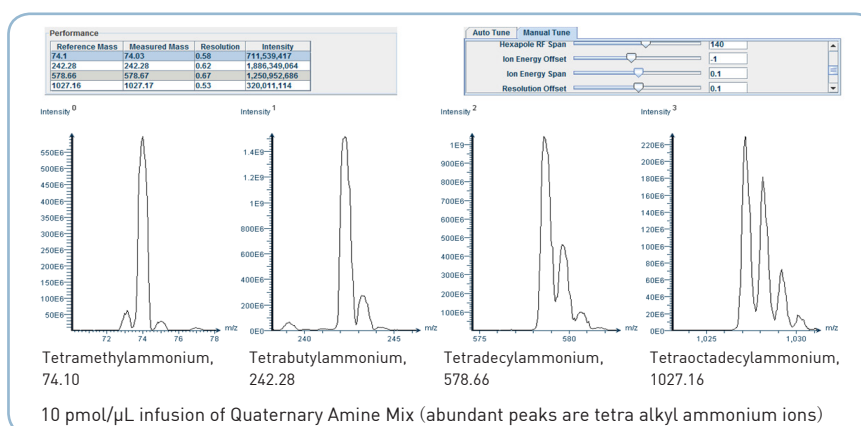 Performance
Reference Mass Measured Mass Resolution Intensity
74.1 74.03 0.58 711,539,417
242.28 242.28 0.62 1,886,349,064
578.66 578.67 0.67 1,250,952,686
1027.16 1027.17 0.53 320,011,114
Auto Tune Manual Tune
Hexapole RF Span 140
Ion Energy Offset -1
Ion Energy Span 0.1
Resolution Offset 0.1
Intensity 0
550E6
500E6
450E6
400E6
350E6
300E6
250E6
200E6
150E6
100E6
50E6
72 74 76 78 m/z
Tetramethylammonium,
74.10
Intensity 1
1.4E9
1.2E9
1E9
800E6
600E6
400E6
200E6
0E0
240 245 m/z
Tetrabutylammonium,
242.28
Intensity 2
1E9
900E6
800E6
700E6
600E6
500E6
400E6
300E6
200E6
100E6
575 580 m/z
Tetradecylammonium,
578.66
Intensity 3
220E6
200E6
180E6
160E6
140E6
120E6
100E6
80E6
60E6
40E6
20E6
0E0
1,025 1,030 m/z
Tetraoctadecylammonium,
1027.16
10 pmol/µL infusion of Quaternary Amine Mix (abundant peaks are tetra alkyl ammonium ions)